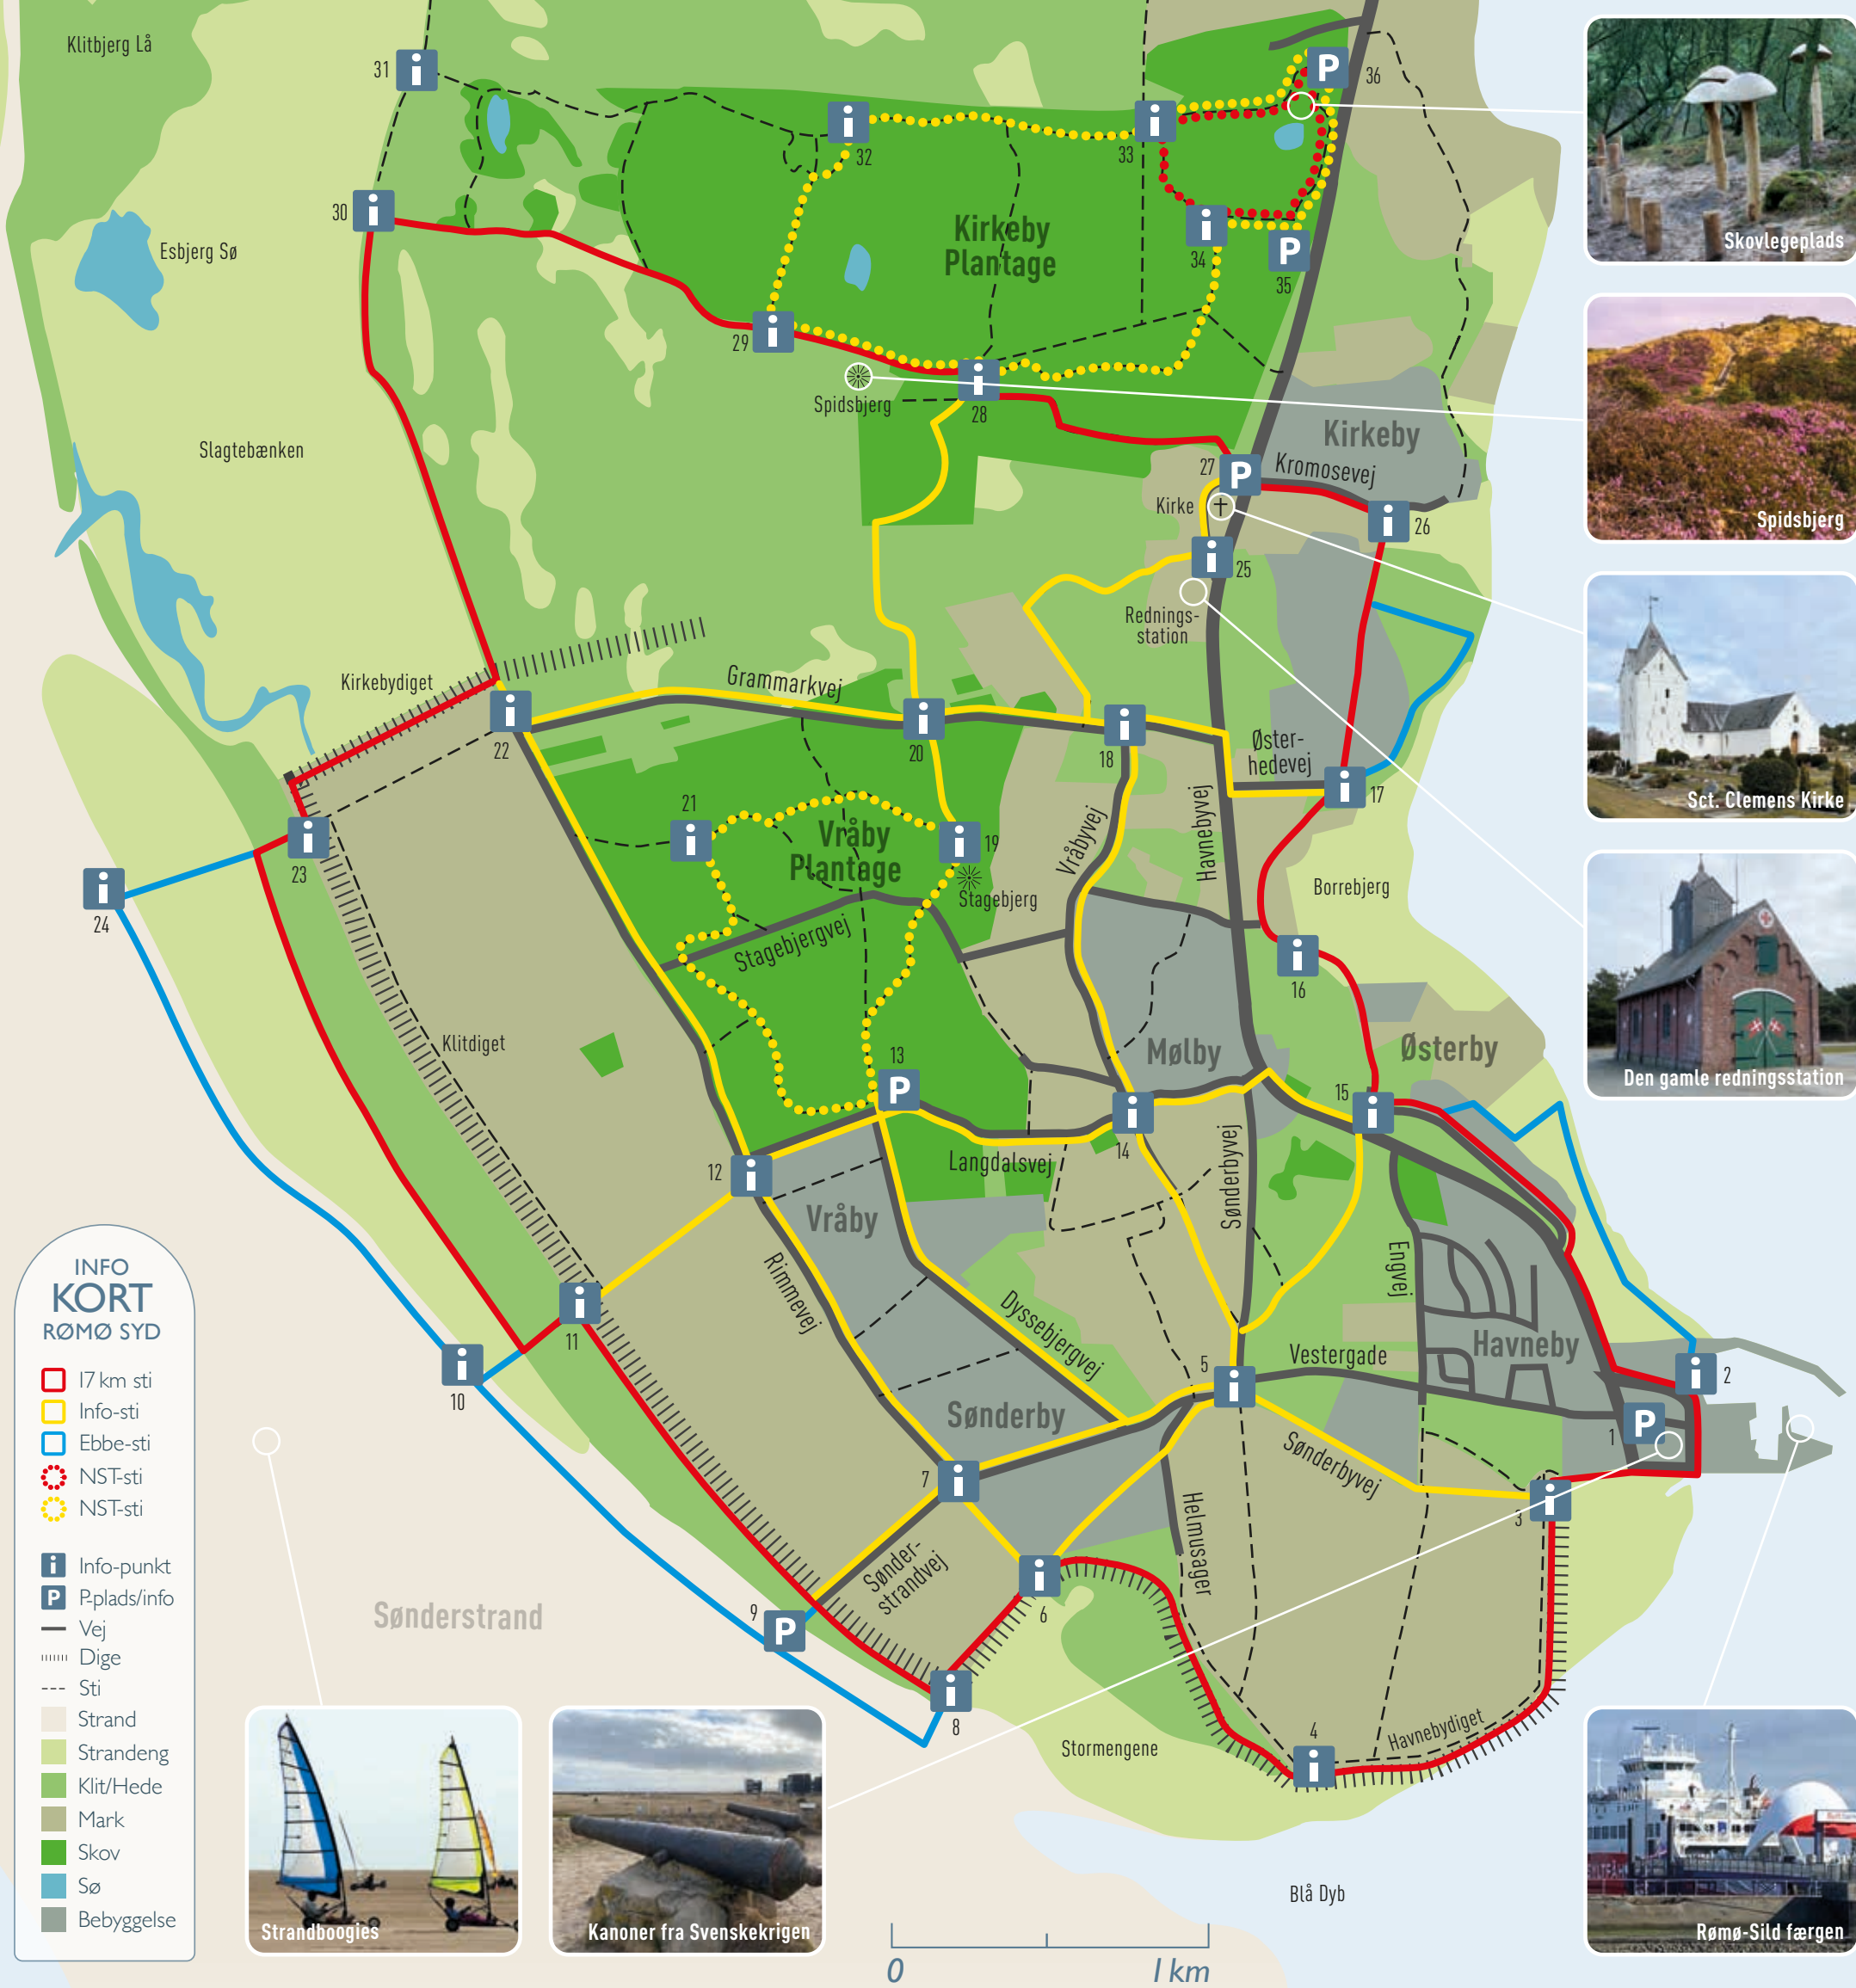 Klitbjerg Lå
31
P
36
32
33
30
Esbjerg Sø
Kirkeby
Plantage
34
P
35
29
Spidsbjerg
28
Skovlegeplads
Spidsbjerg
Slagtebænken
Kirkeby
27
P
Kromosevej
Kirke
26
25
Rednings-
station
Sct. Clemens Kirke
Kirkebydiget
Grammarkvej
22
20
18
Øster-
hedevej
17
21
Vråby
Plantage
19
Stagebjerg
Vråbyvej
Havnebyvej
Borrebjerg
23
24
Stagebjergvej
16
Den gamle redningsstation
Klitdiget
Mølby
Østerby
13
P
15
14
Langdalsvej
12
Vråby
Sønderbyvej
Rimmevej
Engvej
11
Dyssebjergvej
Vestergade
Havneby
10
5
2
Sønderby
P
1
Sønderbyvej
7
3
Helmusager
Sønder-
strandvej
6
Sønderstrand
9
P
8
4
Havnebydiget
Stormengene
Blå Dyb
INFO
KORT
RØMØ SYD
17 km sti
Info-sti
Ebbe-sti
NST-sti
NST-sti
Info-punkt
P P-plads/info
Vej
Dige
Sti
Strand
Strandeng
Klit/Hede
Mark
Skov
Sø
Bebyggelse
Strandboogies
Kanoner fra Svenskekrigen
Rømø-Sild færgen
0 1 km